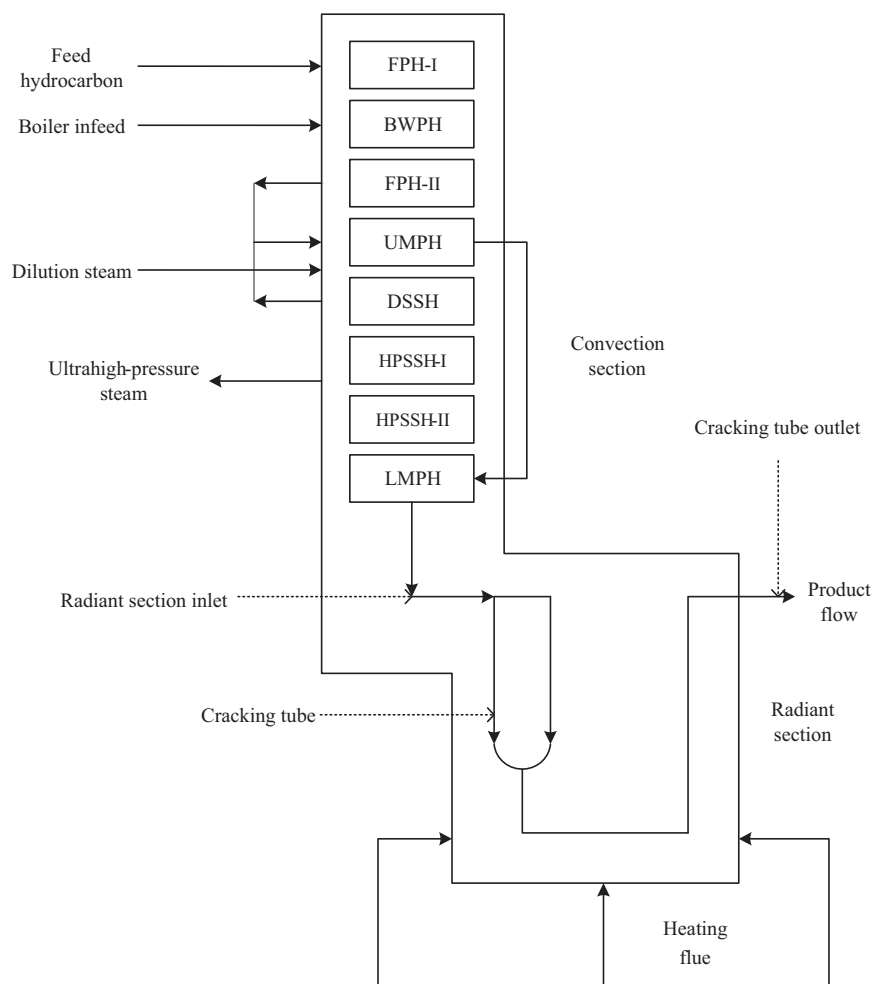 Feed
hydrocarbon
FPH-I
Boiler infeed
BWPH
FPH-II
UMPH
Dilution steam
DSSH
Convection
section
Ultrahigh-pressure
steam
HPSSH-I
HPSSH-II
Cracking tube outlet
LMPH
Radiant section inlet
Product
flow
Cracking tube
Radiant
section
Heating
flue